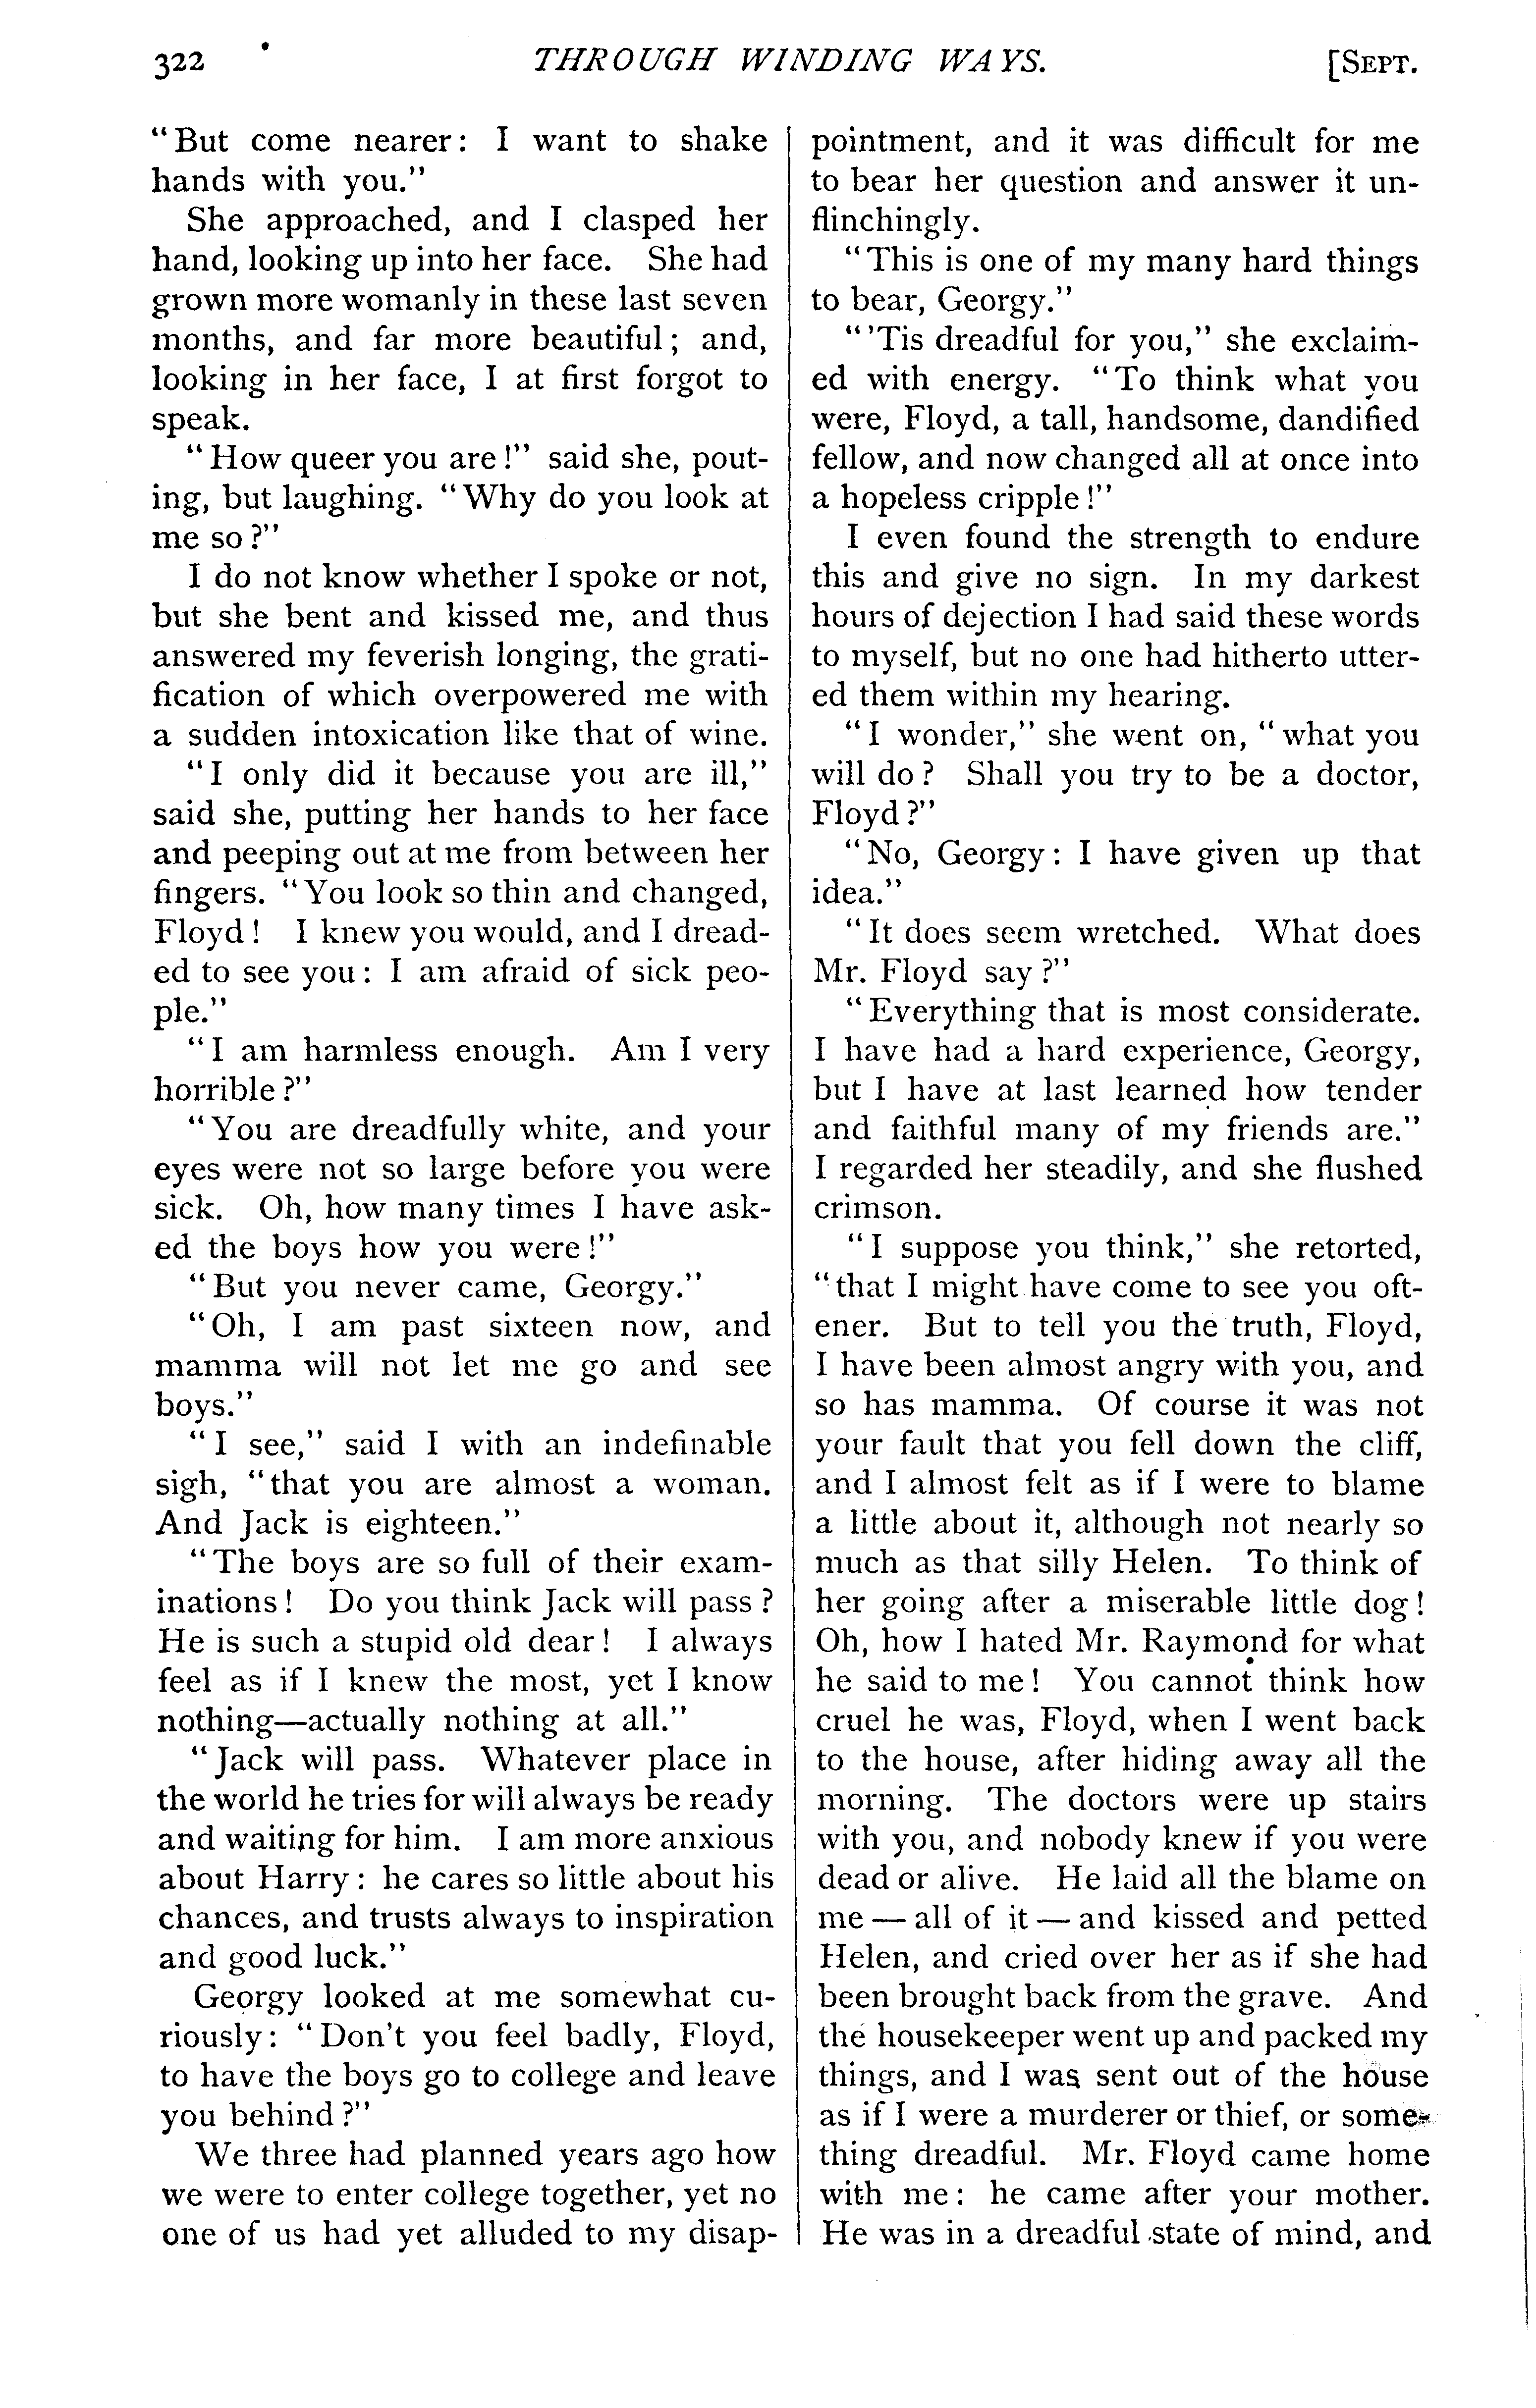 322 THROUGH WINDING WAYS. [SEPT.
"But come nearer: I want to shake
hands with you."
She approached, and I clasped her
hand, looking up into her face. She had
grown more womanly in these last seven
months, and far more beautiful; and,
looking in her face, I at first forgot to
speak.
"How queer you are!" said she, pout-
ing, but laughing. "Why do you look at
me so?"
I do not know whether I spoke or not,
but she bent and kissed me, and thus
answered my feverish longing, the grati-
fication of which overpowered me with
a sudden intoxication like that of wine.
"I only did it because you are ill,"
said she, putting her hands to her face
and peeping out at me from between her
fingers. "You look so thin and changed,
Floyd! I knew you would, and I dread-
ed to see you: I am afraid of sick peo-
ple."
"I am harmless enough. Am I very
horrible?"
"You are dreadfully white, and your
eyes were not so large before you were
sick. Oh, how many times I have ask-
ed the boys how you were!"
"But you never came, Georgy."
"Oh, I am past sixteen now, and
mamma will not let me go and see
boys."
"I see," said I with an indefinable
sigh, "that you are almost a woman.
And Jack is eighteen."
"The boys are so full of their exam-
inations! Do you think Jack will pass?
He is such a stupid old dear! I always
feel as if I knew the most, yet I know
nothing—actually nothing at all."
"Jack will pass. Whatever place in
the world he tries for will always be ready
and waiting for him. I am more anxious
about Harry: he cares so little about his
chances, and trusts always to inspiration
and good luck."
Georgy looked at me somewhat cu-
riously: "Don't you feel badly, Floyd,
to have the boys go to college and leave
you behind?"
We three had planned years ago how
we were to enter college together, yet no
one of us had yet alluded to my disap-
pointment, and it was difficult for me
to bear her question and answer it un-
flinchingly.
"This is one of my many hard things
to bear, Georgy."
"'Tis dreadful for you," she exclaim-
ed with energy. "To think what you
were, Floyd, a tall, handsome, dandified
fellow, and now changed all at once into
a hopeless cripple!"
I even found the strength to endure
this and give no sign. In my darkest
hours of dejection I had said these words
to myself, but no one had hitherto utter-
ed them within my hearing.
"I wonder," she went on, "what you
will do? Shall you try to be a doctor,
Floyd?"
"No, Georgy: I have given up that
idea."
"It does seem wretched. What does
Mr. Floyd say?"
"Everything that is most considerate.
I have had a hard experience, Georgy,
but I have at last learned how tender
and faithful many of my friends are."
I regarded her steadily, and she flushed
crimson.
"I suppose you think," she retorted,
"that I might have come to see you oft-
ener. But to tell you the truth, Floyd,
I have been almost angry with you, and
so has mamma. Of course it was not
your fault that you fell down the cliff,
and I almost felt as if I were to blame
a little about it, although not nearly so
much as that silly Helen. To think of
her going after a miserable little dog!
Oh, how I hated Mr. Raymond for what
he said to me! You cannot think how
cruel he was, Floyd, when I went back
to the house, after hiding away all the
morning. The doctors were up stairs
with you, and nobody knew if you were
dead or alive. He laid all the blame on
me — all of it — and kissed and petted
Helen, and cried over her as if she had
been brought back from the grave. And
the housekeeper went up and packed my
things, and I was sent out of the house
as if I were a murderer or thief, or some-
thing dreadful. Mr. Floyd came home
with me: he came after your mother.
He was in a dreadful state of mind, and